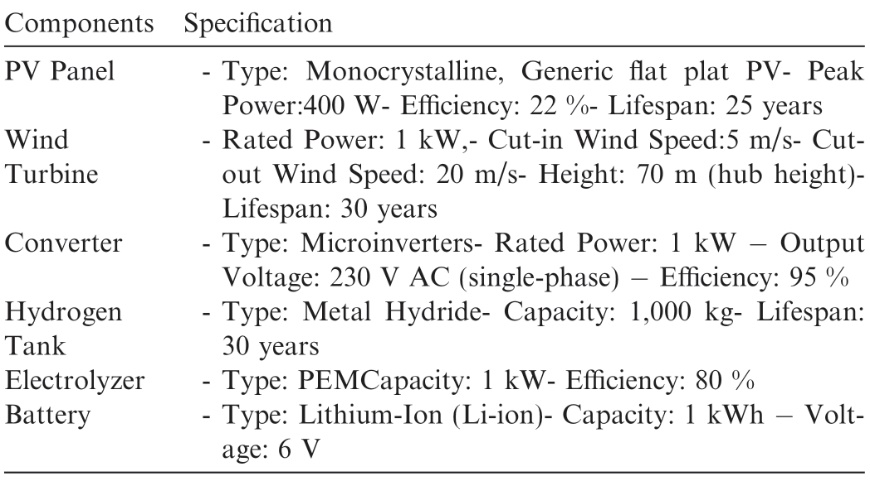 Components Specification
PV Panel - Type: Monocrystalline, Generic flat plat PV- Peak
Power:400 W- Efficiency: 22 %- Lifespan: 25 years
Wind - Rated Power: 1 kW,- Cut-in Wind Speed:5 m/s- Cut-
Turbine out Wind Speed: 20 m/s- Height: 70 m (hub height)-
Lifespan: 30 years
Converter - Type: Microinverters- Rated Power: 1 kW – Output
Voltage: 230 V AC (single-phase) – Efficiency: 95 %
Hydrogen - Type: Metal Hydride- Capacity: 1,000 kg- Lifespan:
Tank 30 years
Electrolyzer - Type: PEMCapacity: 1 kW- Efficiency: 80 %
Battery - Type: Lithium-Ion (Li-ion)- Capacity: 1 kWh – Volt-
age: 6 V